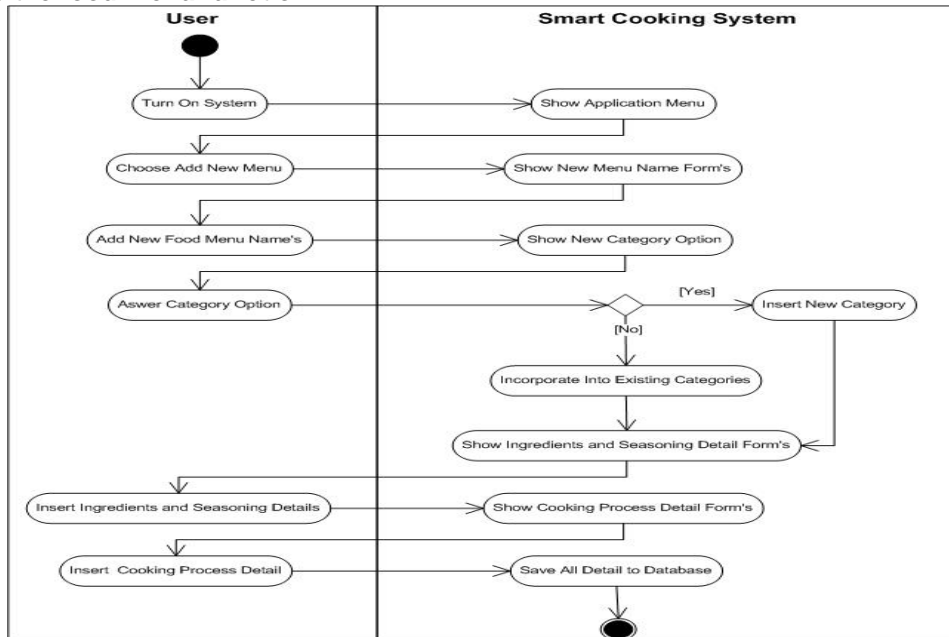 User
Smart Cooking System
Turn On System
Show Application Menu
Choose Add New Menu
Show New Menu Name Form's
Add New Food Menu Name's
Show New Category Option
Aswer Category Option
[Yes]
Insert New Category
[No]
Incorporate Into Existing Categories
Show Ingredients and Seasoning Detail Form's
Insert Ingredients and Seasoning Details
Show Cooking Process Detail Form's
Insert Cooking Process Detail
Save All Detail to Database